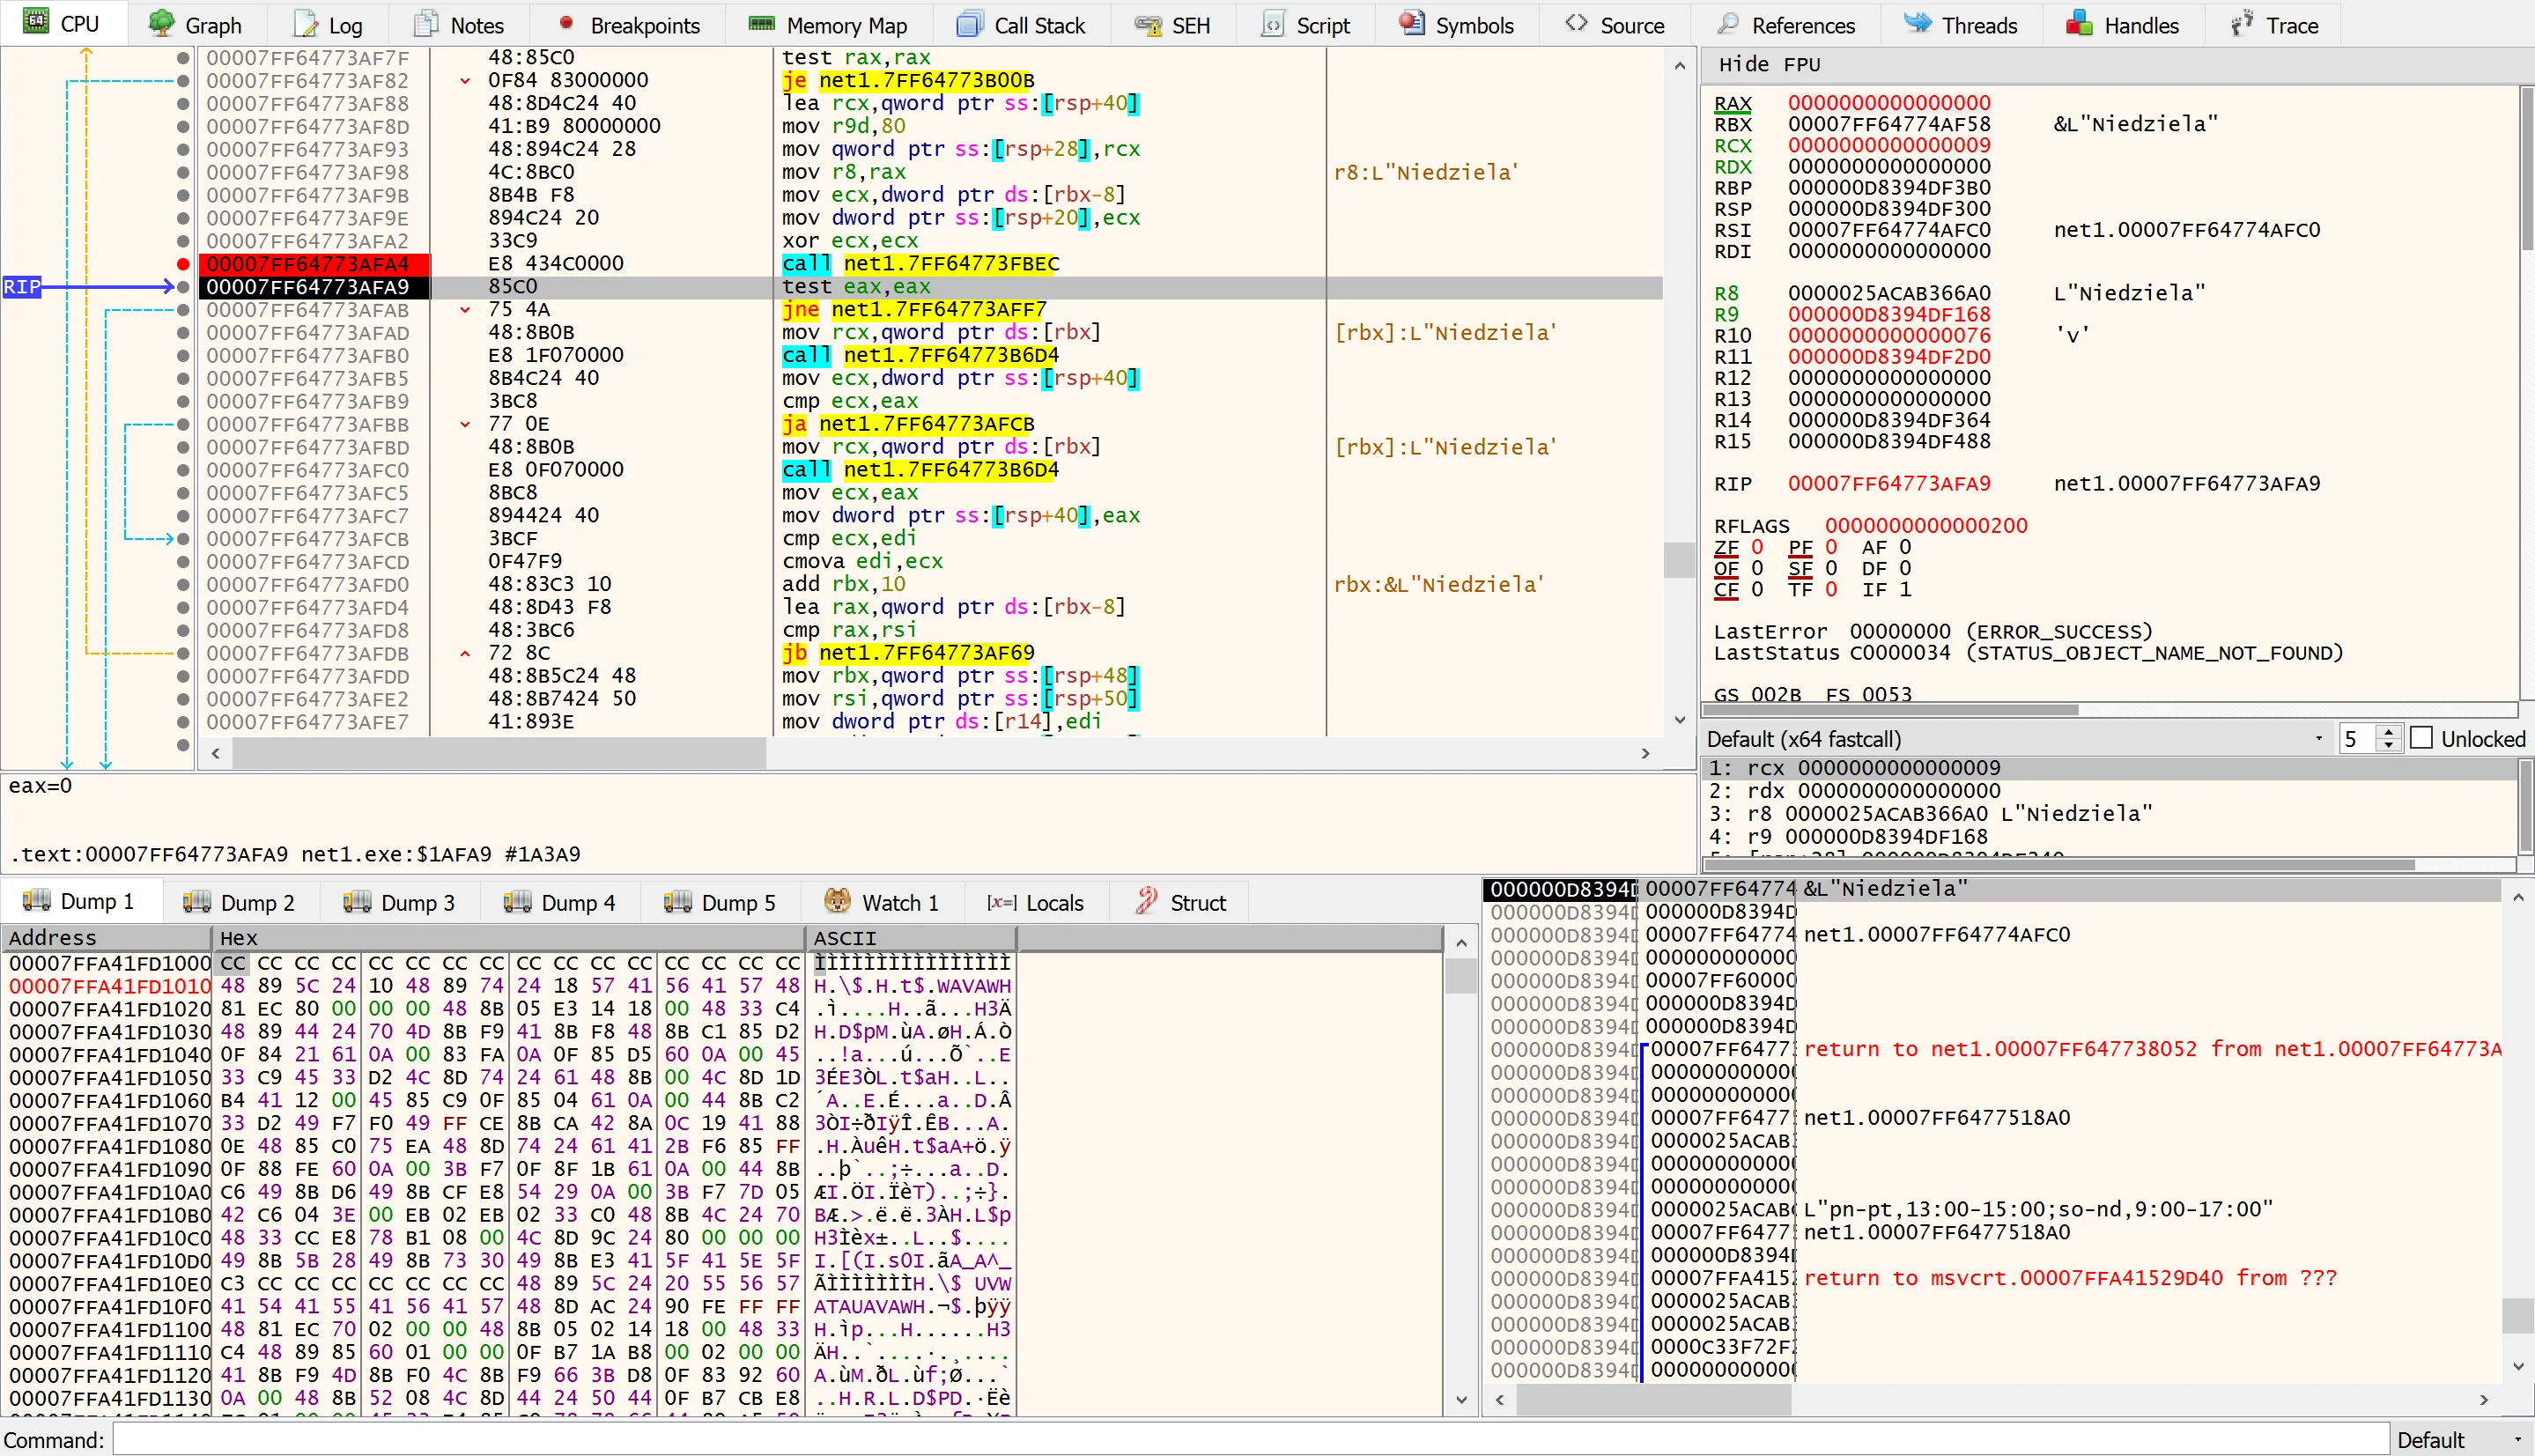 CPU Graph Log Notes Breakpoints Memory Map Call Stack SEH Script Symbols Source References Threads Handles Trace
00007FF64773AF7F 48:85C0 test rax,rax
00007FF64773AF82 0F84 83000000 je net1.7FF64773B00B
00007FF64773AF88 48:8D4C24 40 lea rcx,qword ptr ss:[rsp+40]
00007FF64773AF8D 41:B9 80000000 mov r9d,80
00007FF64773AF93 48:894C24 28 mov qword ptr ss:[rsp+28],rcx
00007FF64773AF98 4C:8BC0 mov r8,rax r8:L"Niedziela'
00007FF64773AF9B 8B4B F8 mov ecx,dword ptr ds:[rbx-8]
00007FF64773AF9E 894C24 20 mov dword ptr ss:[rsp+20],ecx
00007FF64773AFA2 33C9 xor ecx,ecx
00007FF64773AFA4 E8 434C0000 call net1.7FF64773FBEC
RIP 00007FF64773AFA9 85C0 test eax,eax
00007FF64773AFAB 75 4A jne net1.7FF64773AFF7
00007FF64773AFAD 48:8B0B mov rcx,qword ptr ds:[rbx] [rbx]:L"Niedziela'
00007FF64773AFB0 E8 1F070000 call net1.7FF64773B6D4
00007FF64773AFB5 8B4C24 40 mov ecx,dword ptr ss:[rsp+40]
00007FF64773AFB9 3BC8 cmp ecx,eax
00007FF64773AFBB 77 0E ja net1.7FF64773AFCB
00007FF64773AFBD 48:8B0B mov rcx,qword ptr ds:[rbx] [rbx]:L"Niedziela'
00007FF64773AFC0 E8 0F070000 call net1.7FF64773B6D4
00007FF64773AFC5 8BC8 mov ecx,eax
00007FF64773AFC7 894424 40 mov dword ptr ss:[rsp+40],eax
00007FF64773AFCB 3BCF cmp ecx,edi
00007FF64773AFCD 0F47F9 cmova edi,ecx
00007FF64773AFD0 48:83C3 10 add rbx,10 rbx:&L"Niedziela'
00007FF64773AFD4 48:8D43 F8 lea rax,qword ptr ds:[rbx-8]
00007FF64773AFD8 48:3BC6 cmp rax,rsi
00007FF64773AFDB 72 8C jb net1.7FF64773AF69
00007FF64773AFDD 48:8B5C24 48 mov rbx,qword ptr ss:[rsp+48]
00007FF64773AFE2 48:8B7424 50 mov rsi,qword ptr ss:[rsp+50]
00007FF64773AFE7 41:893E mov dword ptr ds:[r14],edi
eax=0
.text:00007FF64773AFA9 net1.exe:$1AFA9 #1A3A9
Hide FPU
RAX 0000000000000000
RBX 00007FF64774AF58 &L"Niedziela"
RCX 0000000000000009
RDX 0000000000000000
RBP 000000D8394DF3B0
RSP 000000D8394DF300
RSI 00007FF64774AFC0 net1.00007FF64774AFC0
RDI 0000000000000000
R8 0000025ACAB366A0 L"Niedziela"
R9 000000D8394DF168
R10 0000000000000076 'v'
R11 000000D8394DF2D0
R12 0000000000000000
R13 0000000000000000
R14 000000D8394DF364
R15 000000D8394DF488
RIP 00007FF64773AFA9 net1.00007FF64773AFA9
RFLAGS 0000000000000200
ZF 0 PF 0 AF 0
OF 0 SF 0 DF 0
CF 0 TF 0 IF 1
LastError 00000000 (ERROR_SUCCESS)
LastStatus C0000034 (STATUS_OBJECT_NAME_NOT_FOUND)
GS 002B FS 0053
Default (x64 fastcall) 5 Unlocked
1: rcx 0000000000000009
2: rdx 0000000000000000
3: r8 0000025ACAB366A0 L"Niedziela"
4: r9 000000D8394DF168
Dump 1 Dump 2 Dump 3 Dump 4 Dump 5 Watch 1 [x=] Locals Struct
Address Hex ASCII
00007FFA41FD1000 CC CC CC CC CC CC CC CC CC CC CC CC CC CC CC CC ÌÌÌÌÌÌÌÌÌÌÌÌÌÌÌÌ
00007FFA41FD1010 48 89 5C 24 10 48 89 74 24 18 57 41 56 41 57 48 H.\$.H.t$.WAVAWH
00007FFA41FD1020 81 EC 80 00 00 00 48 8B 05 E3 14 18 00 48 33 C4 .ì....H..ã...H3Ä
00007FFA41FD1030 48 89 44 24 70 4D 8B F9 41 8B F8 48 8B C1 85 D2 H.D$pM.ùA.øH.Á.Ò
00007FFA41FD1040 0F 84 21 61 0A 00 83 FA 0A 0F 85 D5 60 0A 00 45 ..!a...ú...Õ`..E
00007FFA41FD1050 33 C9 45 33 D2 4C 8D 74 24 61 48 8B 00 4C 8D 1D 3ÉE3ÒL.t$aH..L..
00007FFA41FD1060 B4 41 12 00 45 85 C9 0F 85 04 61 0A 00 44 8B C2 ´A..E.É...a..D.Â
00007FFA41FD1070 33 D2 49 F7 F0 49 FF CE 8B CA 42 8A 0C 19 41 88 3ÒI÷ðIÿÎ.ÊB...A.
00007FFA41FD1080 0E 48 85 C0 75 EA 48 8D 74 24 61 41 2B F6 85 FF .H.ÀuêH.t$aA+ö.ÿ
00007FFA41FD1090 0F 88 FE 60 0A 00 3B F7 0F 8F 1B 61 0A 00 44 8B ..þ`..;÷...a..D.
00007FFA41FD10A0 C6 49 8B D6 49 8B CF E8 54 29 0A 00 3B F7 7D 05 ÆI.ÖI.ÏèT)..;÷}.
00007FFA41FD10B0 42 C6 04 3E 00 EB 02 EB 02 33 C0 48 8B 4C 24 70 BÆ.>.ë.ë.3ÀH.L$p
00007FFA41FD10C0 48 33 CC E8 78 B1 08 00 4C 8D 9C 24 80 00 00 00 H3Ìèx±..L..$....
00007FFA41FD10D0 49 8B 5B 28 49 8B 73 30 49 8B E3 41 5F 41 5E 5F I.[(I.s0I.ãA_A^_
00007FFA41FD10E0 C3 CC CC CC CC CC CC CC 48 89 5C 24 20 55 56 57 ÃÌÌÌÌÌÌÌH.\$ UVW
00007FFA41FD10F0 41 54 41 55 41 56 41 57 48 8D AC 24 90 FE FF FF ATAUAVAWH.¬$.þÿÿ
00007FFA41FD1100 48 81 EC 70 02 00 00 48 8B 05 02 14 18 00 48 33 H.ìp...H......H3
00007FFA41FD1110 C4 48 89 85 60 01 00 00 0F B7 1A B8 00 02 00 00 ÄH..`....·.¸....
00007FFA41FD1120 41 8B F9 4D 8B F0 4C 8B F9 66 3B D8 0F 83 92 60 A.ùM.ðL.ùf;Ø...`
00007FFA41FD1130 0A 00 48 8B 52 08 4C 8D 44 24 50 44 0F B7 CB E8 ..H.R.L.D$PD.·Ëè
000000D8394D 00007FF64774 &L"Niedziela"
000000D8394D 000000D8394D
000000D8394D 00007FF64774 net1.00007FF64774AFC0
000000D8394D 000000000000
000000D8394D 00007FF60000
000000D8394D 000000D8394D
000000D8394D 000000D8394D
000000D8394D 00007FF6477 return to net1.00007FF647738052 from net1.00007FF64773A
000000D8394D 00000000000
000000D8394D 00000000000
000000D8394D 00007FF6477 net1.00007FF6477518A0
000000D8394D 0000025ACAB
000000D8394D 00000000000
000000D8394D 00000000000
000000D8394D 0000025ACAB L"pn-pt,13:00-15:00;so-nd,9:00-17:00"
000000D8394D 00007FF6477 net1.00007FF6477518A0
000000D8394D 000000D8394D
000000D8394D 00007FFA415 return to msvcrt.00007FFA41529D40 from ???
000000D8394D 0000025ACAB
000000D8394D 0000025ACAB
000000D8394D 0000C33F72F
000000D8394D 00000000000
Command: Default